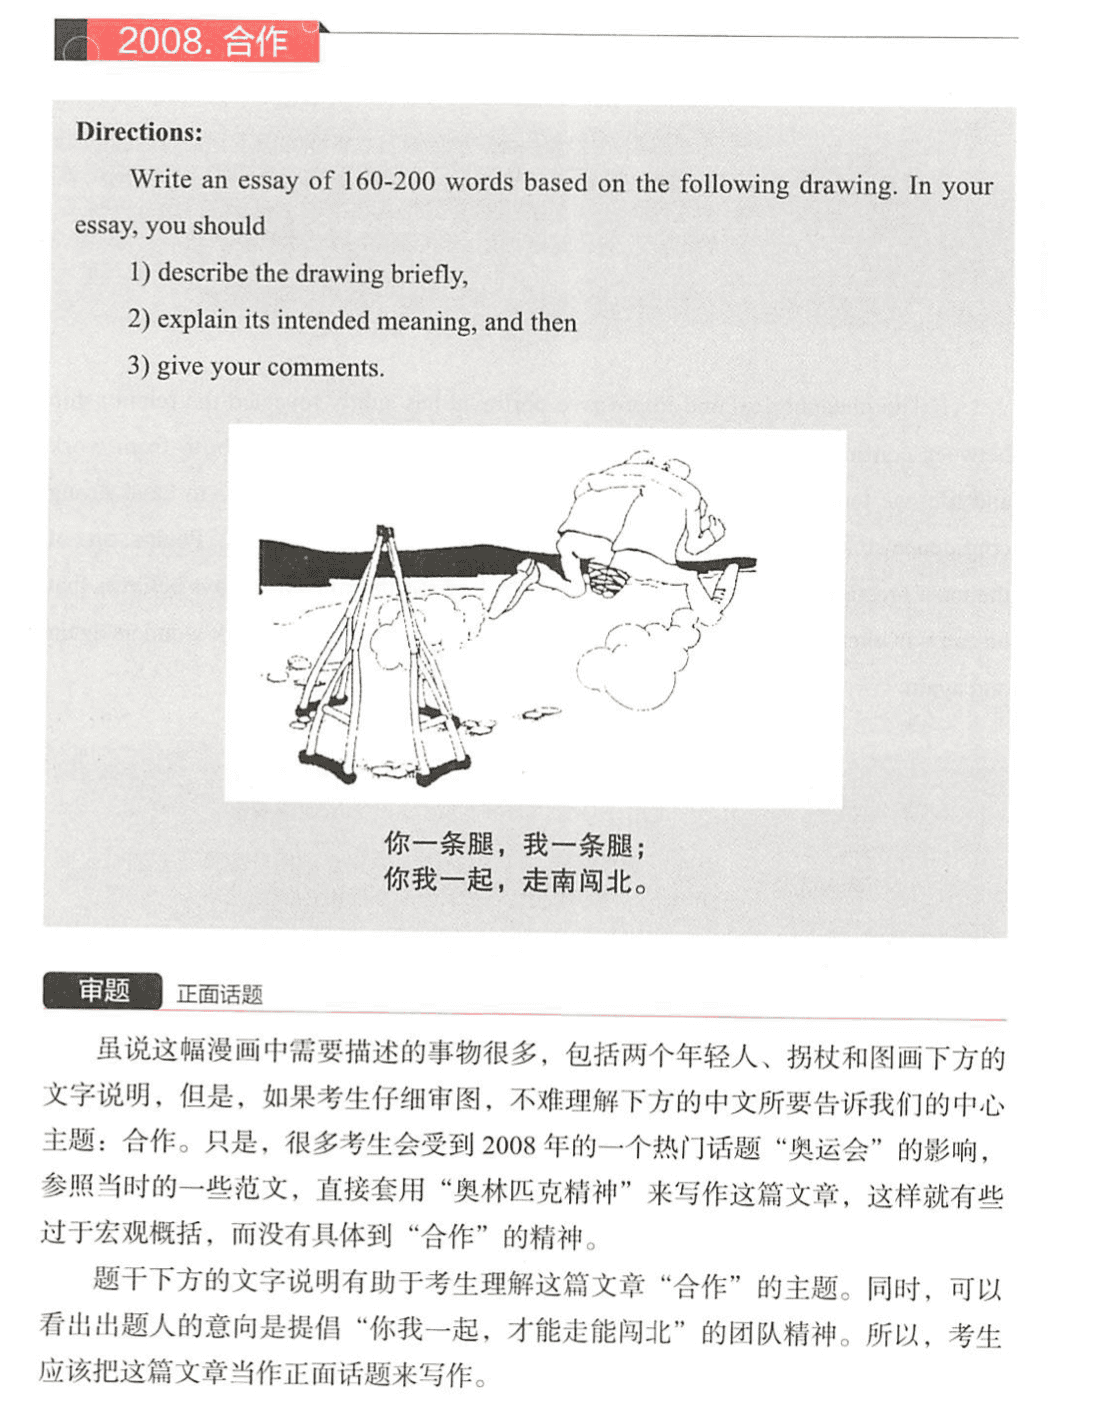 2008. 合作
Directions:
Write an essay of 160-200 words based on the following drawing. In your
essay, you should
1) describe the drawing briefly,
2) explain its intended meaning, and then
3) give your comments.
你一条腿，我一条腿；
你我一起，走南闯北。
审题 正面话题
虽说这幅漫画中需要描述的事物很多，包括两个年轻人、拐杖和图画下方的
文字说明，但是，如果考生仔细审图，不难理解下方的中文所要告诉我们的中心
主题：合作。只是，很多考生会受到 2008 年的一个热门话题“奥运会”的影响，
参照当时的一些范文，直接套用“奥林匹克精神”来写作这篇文章，这样就有些
过于宏观概括，而没有具体到“合作”的精神。
题干下方的文字说明有助于考生理解这篇文章“合作”的主题。同时，可以
看出出题人的意向是提倡“你我一起，才能走能闯北”的团队精神。所以，考生
应该把这篇文章当作正面话题来写作。